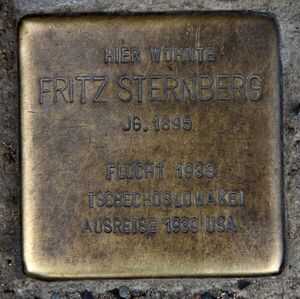 HIER WOHNTE
FRITZ STERNBERG
JG. 1895
FLUCHT 1933
TSCHECHOSLOWAKEI
AUSREISE 1939 USA